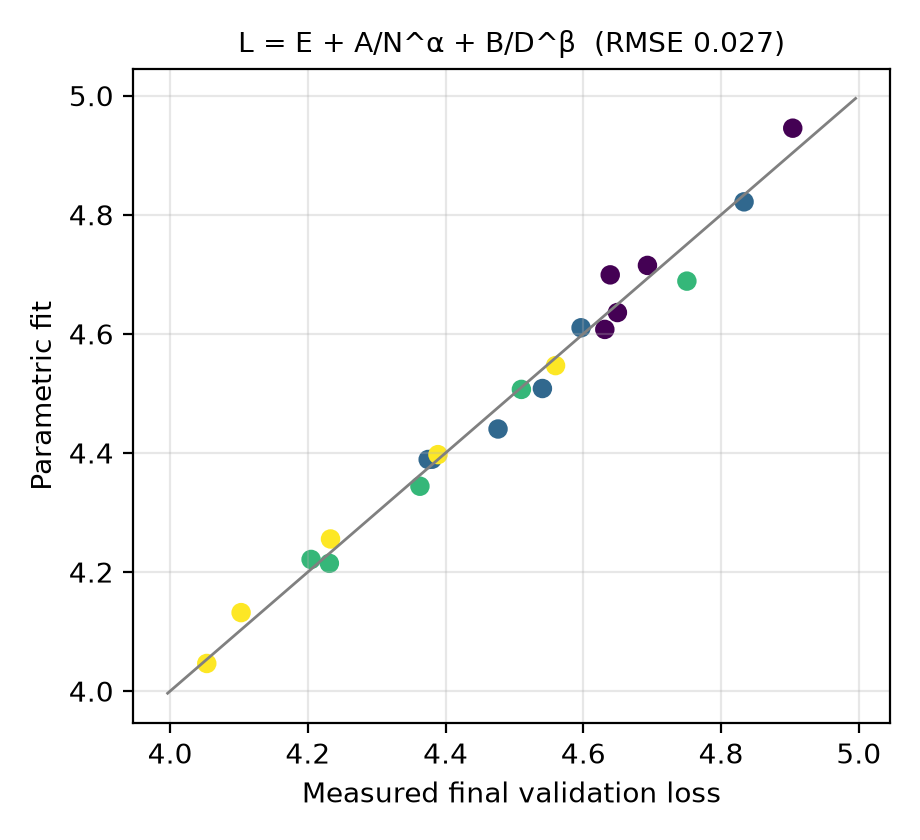 L = E + A/N^α + B/D^β  (RMSE 0.027)
Parametric fit
5.0
4.8
4.6
4.4
4.2
4.0
4.0 4.2 4.4 4.6 4.8 5.0
Measured final validation loss